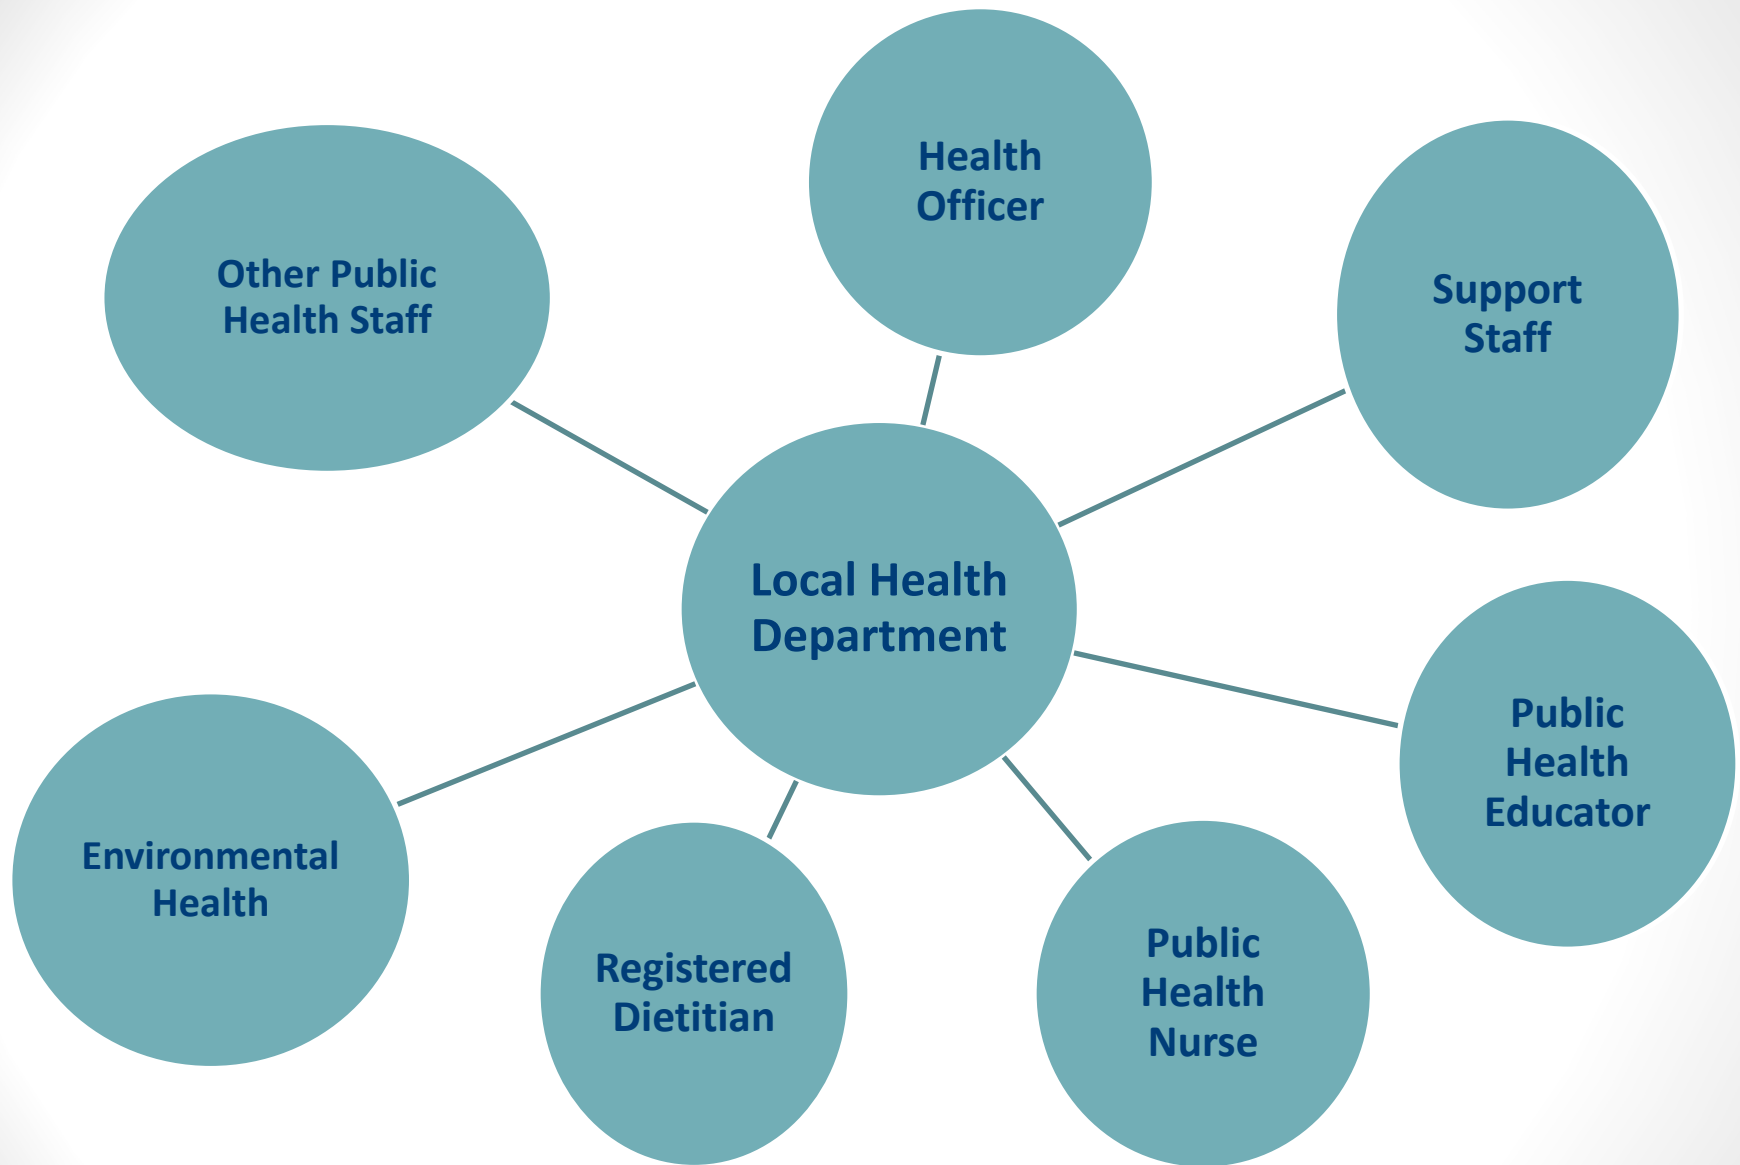 Health
Officer
Other Public
Health Staff
Support
Staff
Local Health
Department
Public
Health
Educator
Environmental
Health
Registered
Dietitian
Public
Health
Nurse